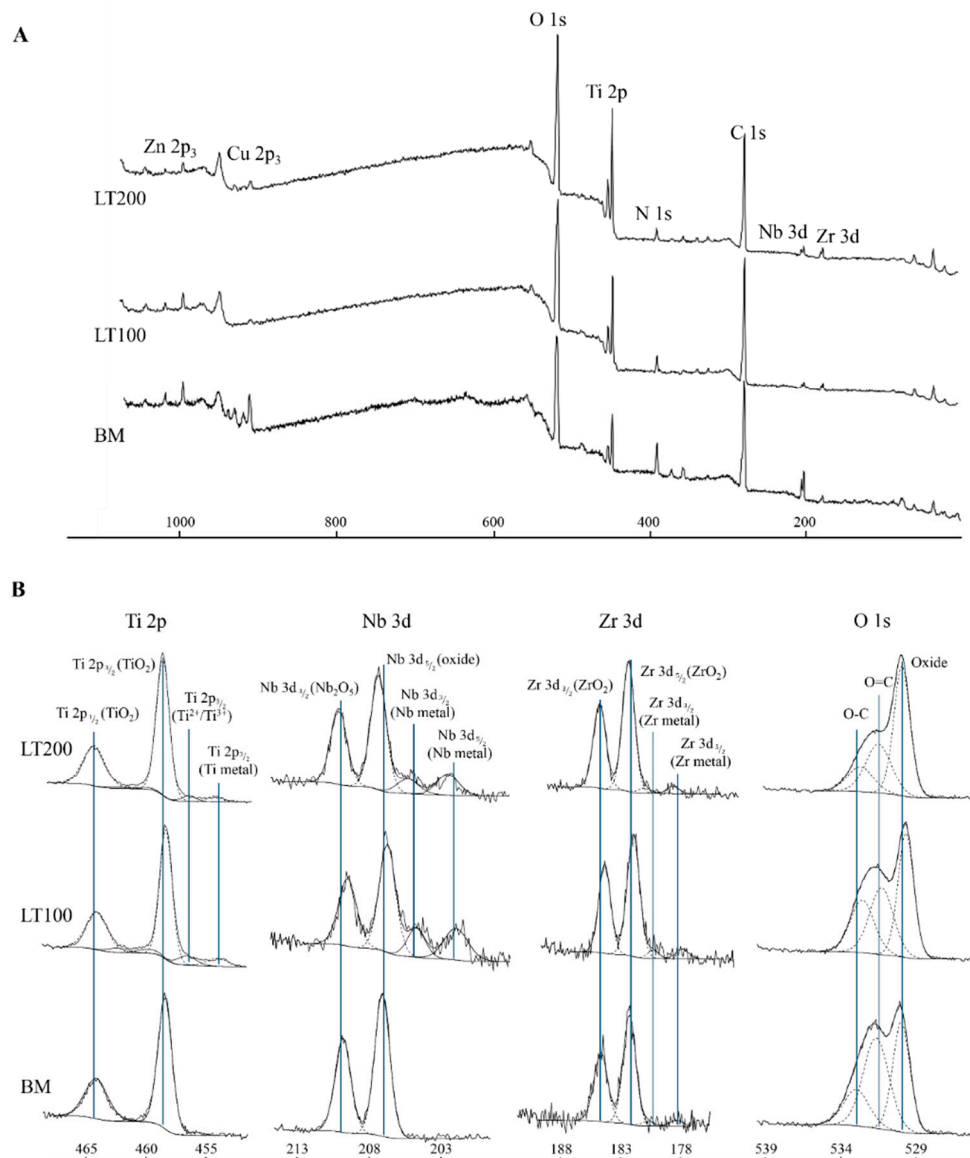 A
O 1s
Ti 2p
C 1s
Zn 2p₃
Cu 2p₃
N 1s
Nb 3d
Zr 3d
LT200
LT100
BM
1000
800
600
400
200
B
Ti 2p
Nb 3d
Zr 3d
O 1s
Ti 2p₃/₂(TiO₂)
Ti 2p₁/₂(TiO₂)
Ti 2p₃/₂
(Ti²⁺/Ti³⁺)
Ti 2p₃/₂
(Ti metal)
Nb 3d₃/₂(Nb₂O₅)
Nb 3d₅/₂(oxide)
Nb 3d₃/₂
(Nb metal)
Nb 3d₅/₂
(Nb metal)
Zr 3d₃/₂(ZrO₂)
Zr 3d₅/₂(ZrO₂)
Zr 3d₃/₂
(Zr metal)
Zr 3d₃/₂
(Zr metal)
Oxide
O=C
O-C
LT200
LT100
BM
465
460
455
213
208
203
188
183
178
539
534
529